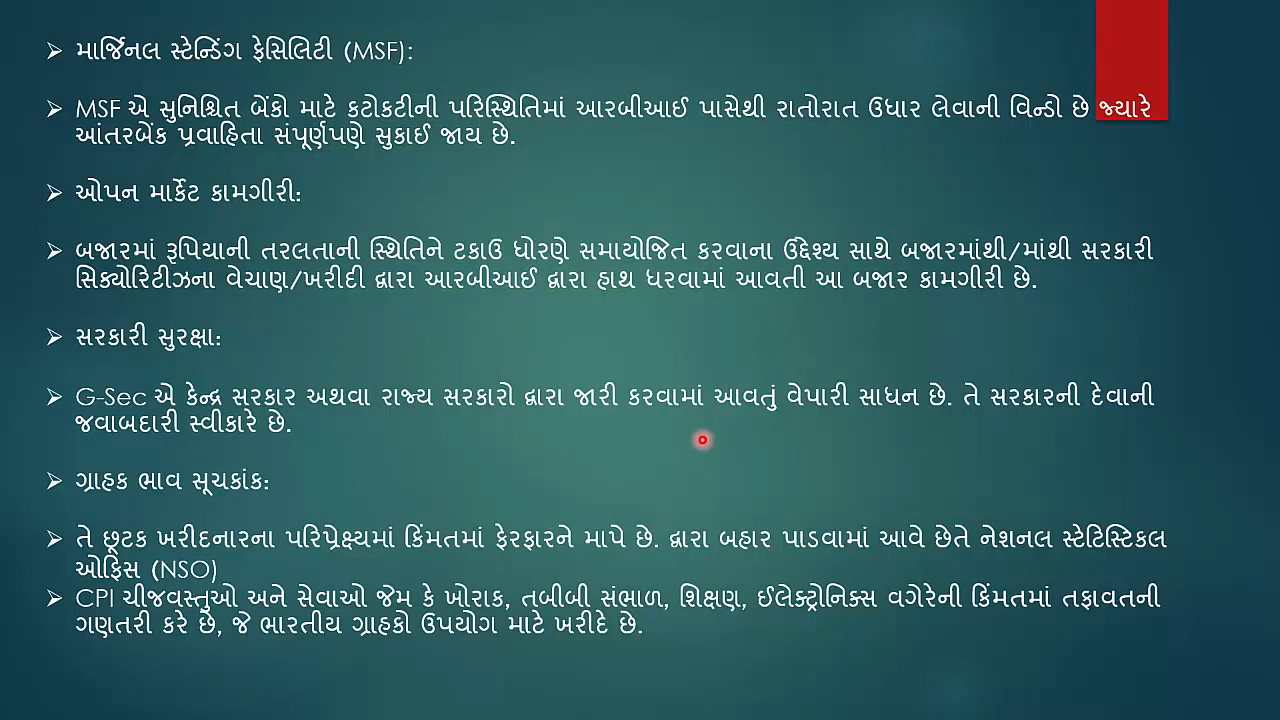 ➢ માર્જિનલ સ્ટેન્ડિંગ ફેસિલિટી (MSF):
➢ MSF એ સુનિશ્ચિત બેંકો માટે કટોકટીની પરિસ્થિતિમાં આરબીઆઈ પાસેથી રાતોરાત ઉધાર લેવાની વિન્ડો છે જ્યારે
આંતરબેંક પ્રવાહિતા સંપૂર્ણપણે સુકાઈ જાય છે.
➢ ઓપન માર્કેટ કામગીરી:
➢ બજારમાં રૂપિયાની તરલતાની સ્થિતિને ટકાઉ ધોરણે સમાયોજિત કરવાના ઉદ્દેશ્ય સાથે બજારમાંથી/માંથી સરકારી
સિક્યોરિટીઝના વેચાણ/ખરીદી દ્વારા આરબીઆઈ દ્વારા હાથ ધરવામાં આવતી આ બજાર કામગીરી છે.
➢ સરકારી સુરક્ષા:
➢ G-Sec એ કેન્દ્ર સરકાર અથવા રાજ્ય સરકારો દ્વારા જારી કરવામાં આવતું વેપારી સાધન છે. તે સરકારની દેવાની
જવાબદારી સ્વીકારે છે.
➢ ગ્રાહક ભાવ સૂચકાંક:
➢ તે છૂટક ખરીદનારના પરિપ્રેક્ષ્યમાં કિંમતમાં ફેરફારને માપે છે. દ્વારા બહાર પાડવામાં આવે છેતે નેશનલ સ્ટેટિસ્ટિકલ
ઓફિસ (NSO)
➢ CPI ચીજવસ્તુઓ અને સેવાઓ જેમ કે ખોરાક, તબીબી સંભાળ, શિક્ષણ, ઈલેક્ટ્રોનિક્સ વગેરેની કિંમતમાં તફાવતની
ગણતરી કરે છે, જે ભારતીય ગ્રાહકો ઉપયોગ માટે ખરીદે છે.